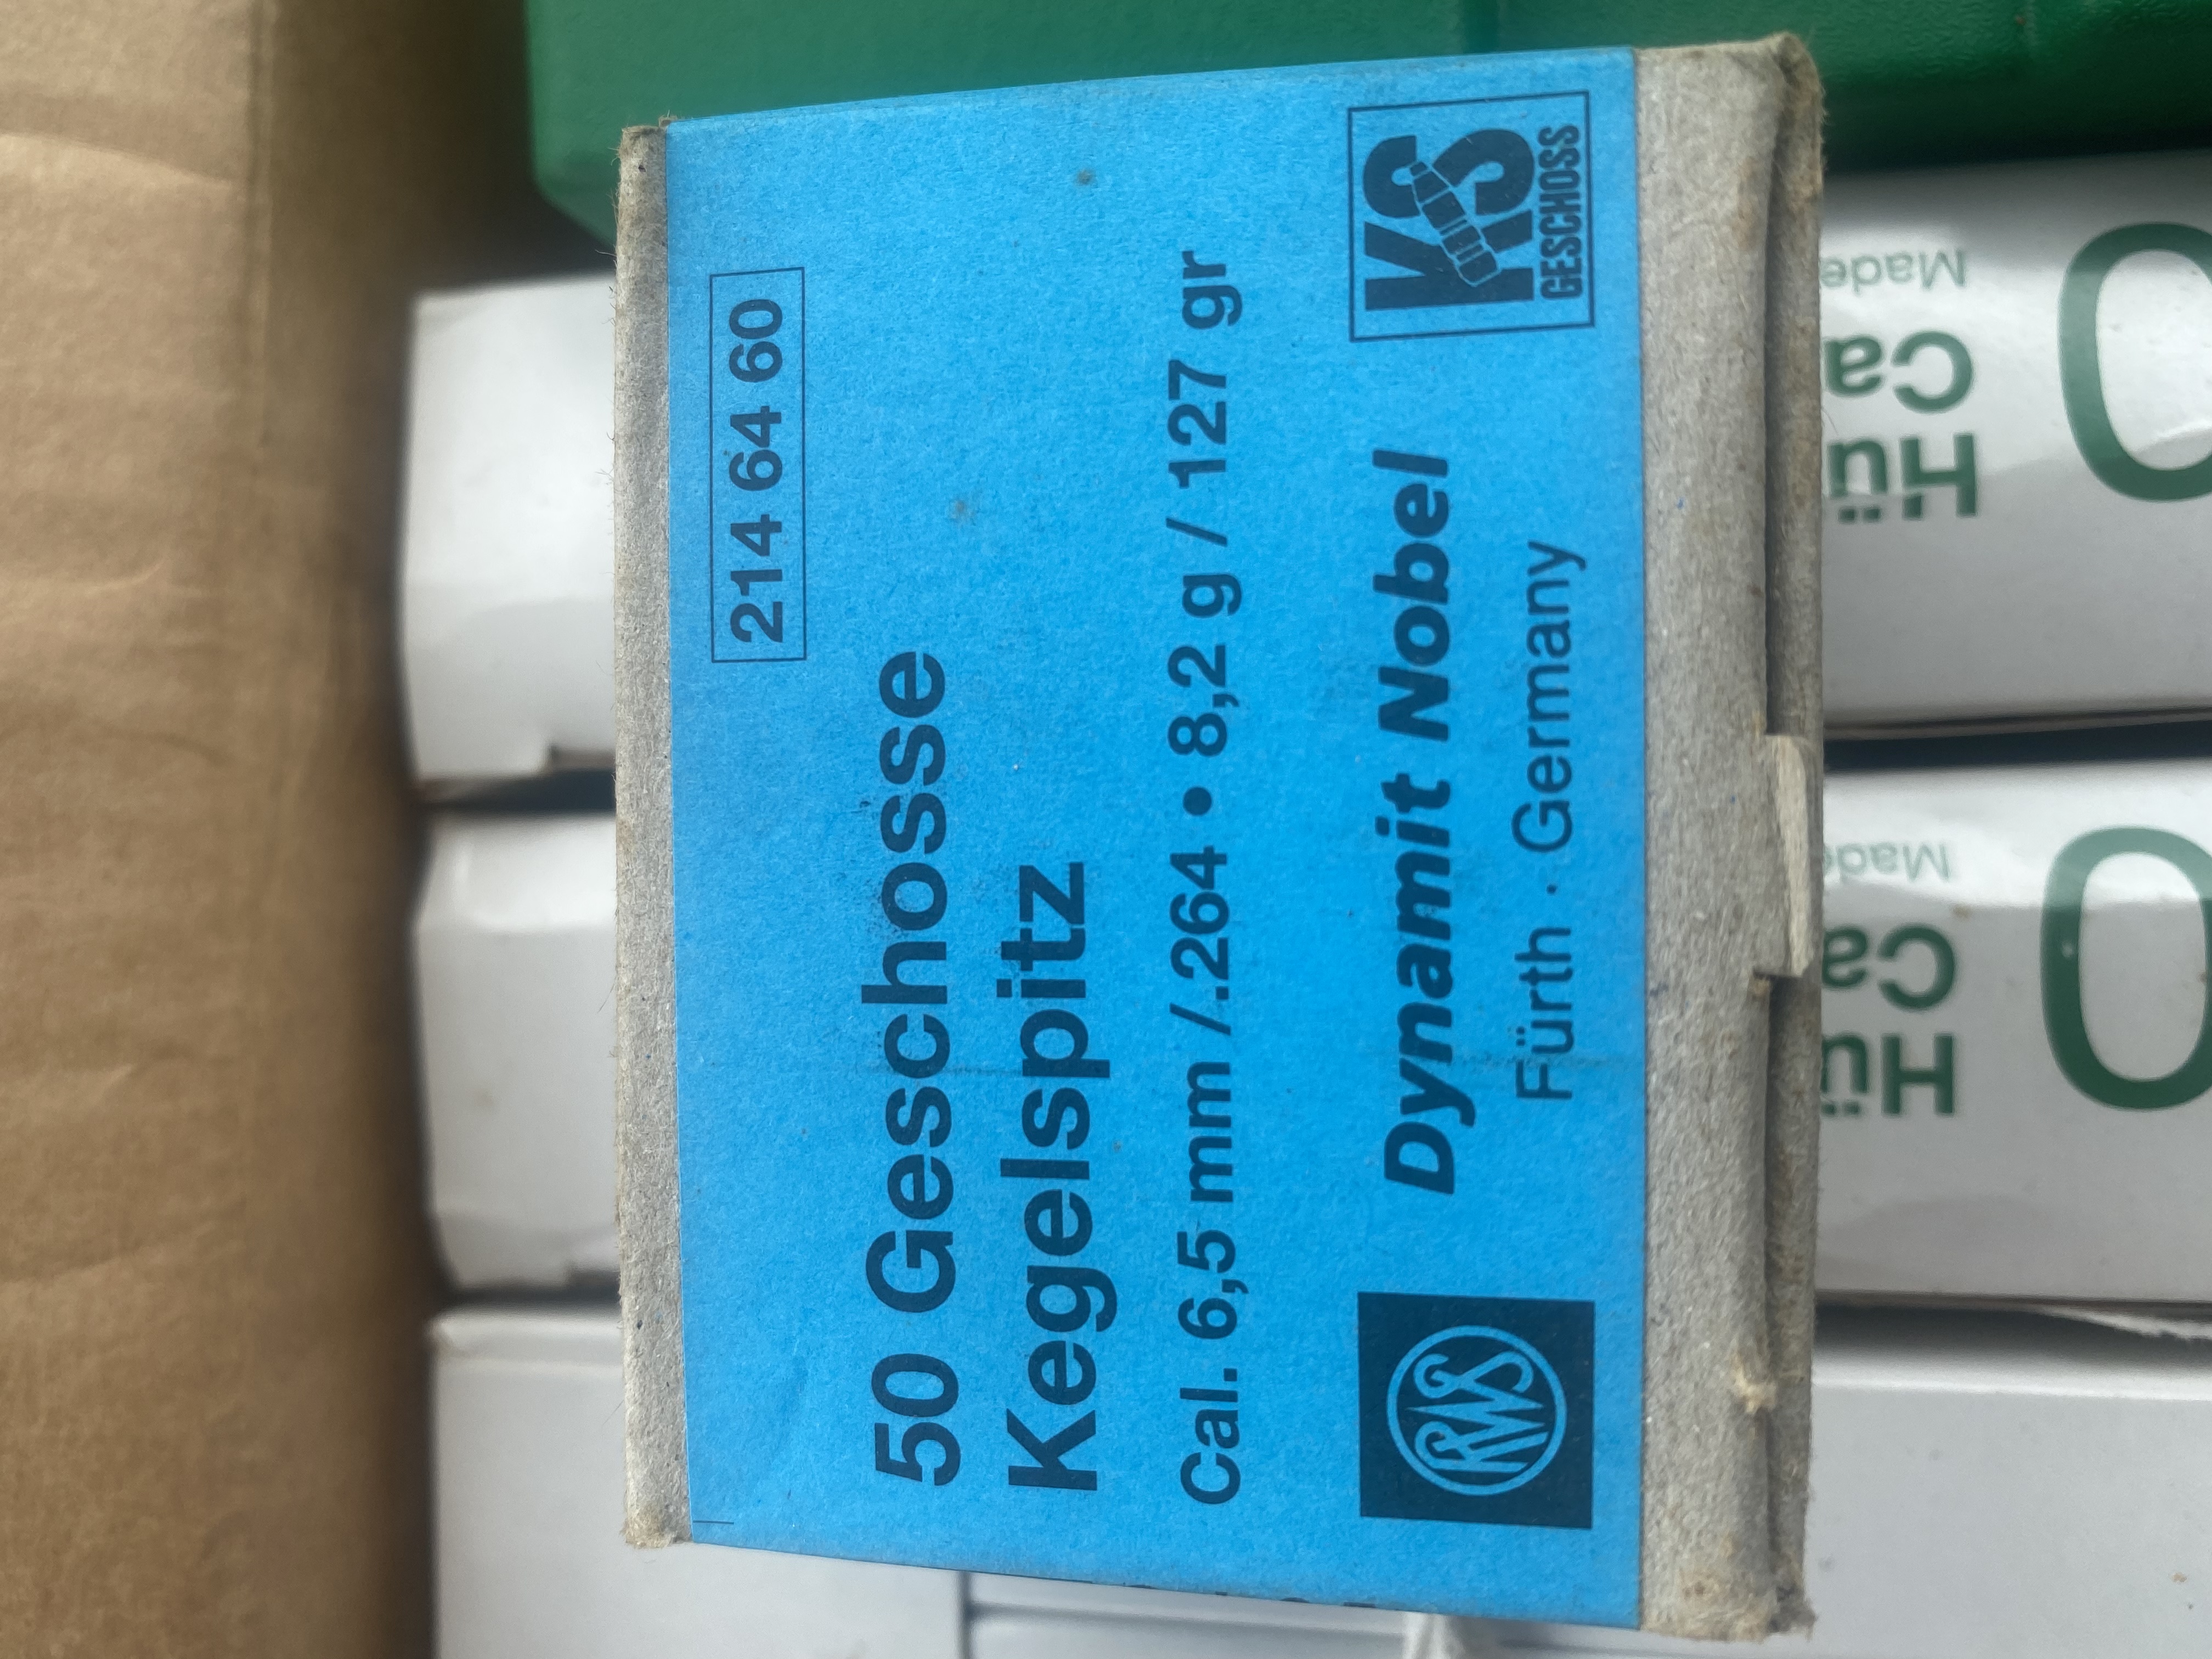 214 64 60
50 Geschosse
Kegelspitz
Cal. 6,5 mm /.264 • 8,2 g / 127 gr
RWS
Dynamit Nobel
Fürth · Germany
KS
GESCHOSS